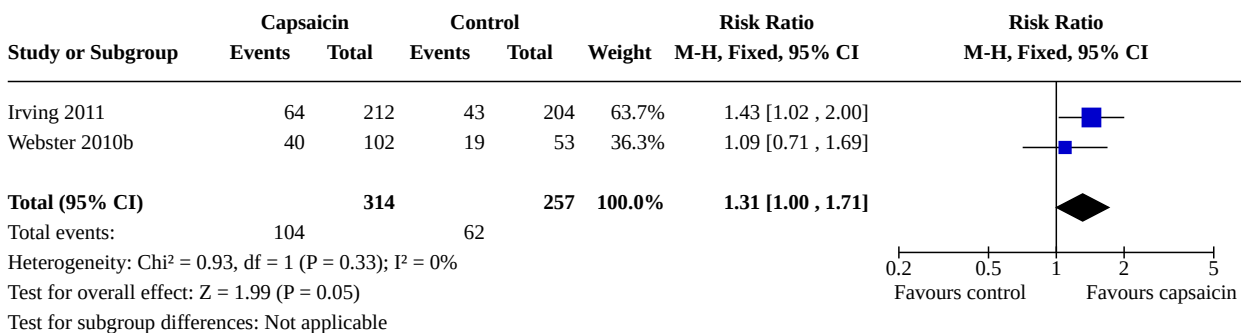 Capsaicin Control Risk Ratio Risk Ratio
Study or Subgroup Events Total Events Total Weight M-H, Fixed, 95% CI M-H, Fixed, 95% CI
Irving 2011 64 212 43 204 63.7% 1.43 [1.02 , 2.00]
Webster 2010b 40 102 19 53 36.3% 1.09 [0.71 , 1.69]
Total (95% CI) 314 257 100.0% 1.31 [1.00 , 1.71]
Total events: 104 62
Heterogeneity: Chi² = 0.93, df = 1 (P = 0.33); I² = 0%
0.2 0.5 1 2 5
Test for overall effect: Z = 1.99 (P = 0.05)
Favours control Favours capsaicin
Test for subgroup differences: Not applicable